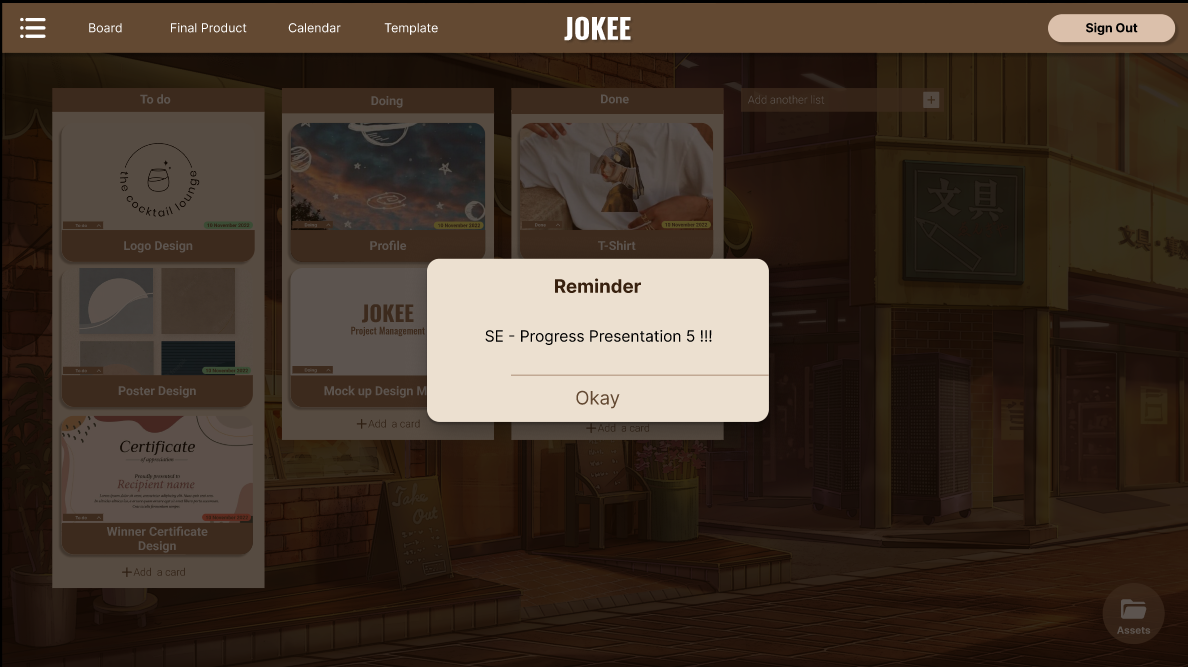 Board
Final Product
Calendar
Template
JOKEE
Sign Out
To do
the cocktail lounge
To do
10 November 2022
Logo Design
To do
Poster Design
Certificate
of appreciation
Proudly presented to
Recipient name
To do
Winner Certificate
Design
Add a card
Doing
Doing
10 November 2022
Profile
JOKEE
Project Management
Doing
Mock up Design M
Add a card
Done
Done
10 November 2022
T-Shirt
Add a card
Add another list
文具
文具
Take
Out
Reminder
SE - Progress Presentation 5 !!!
Okay
Assets